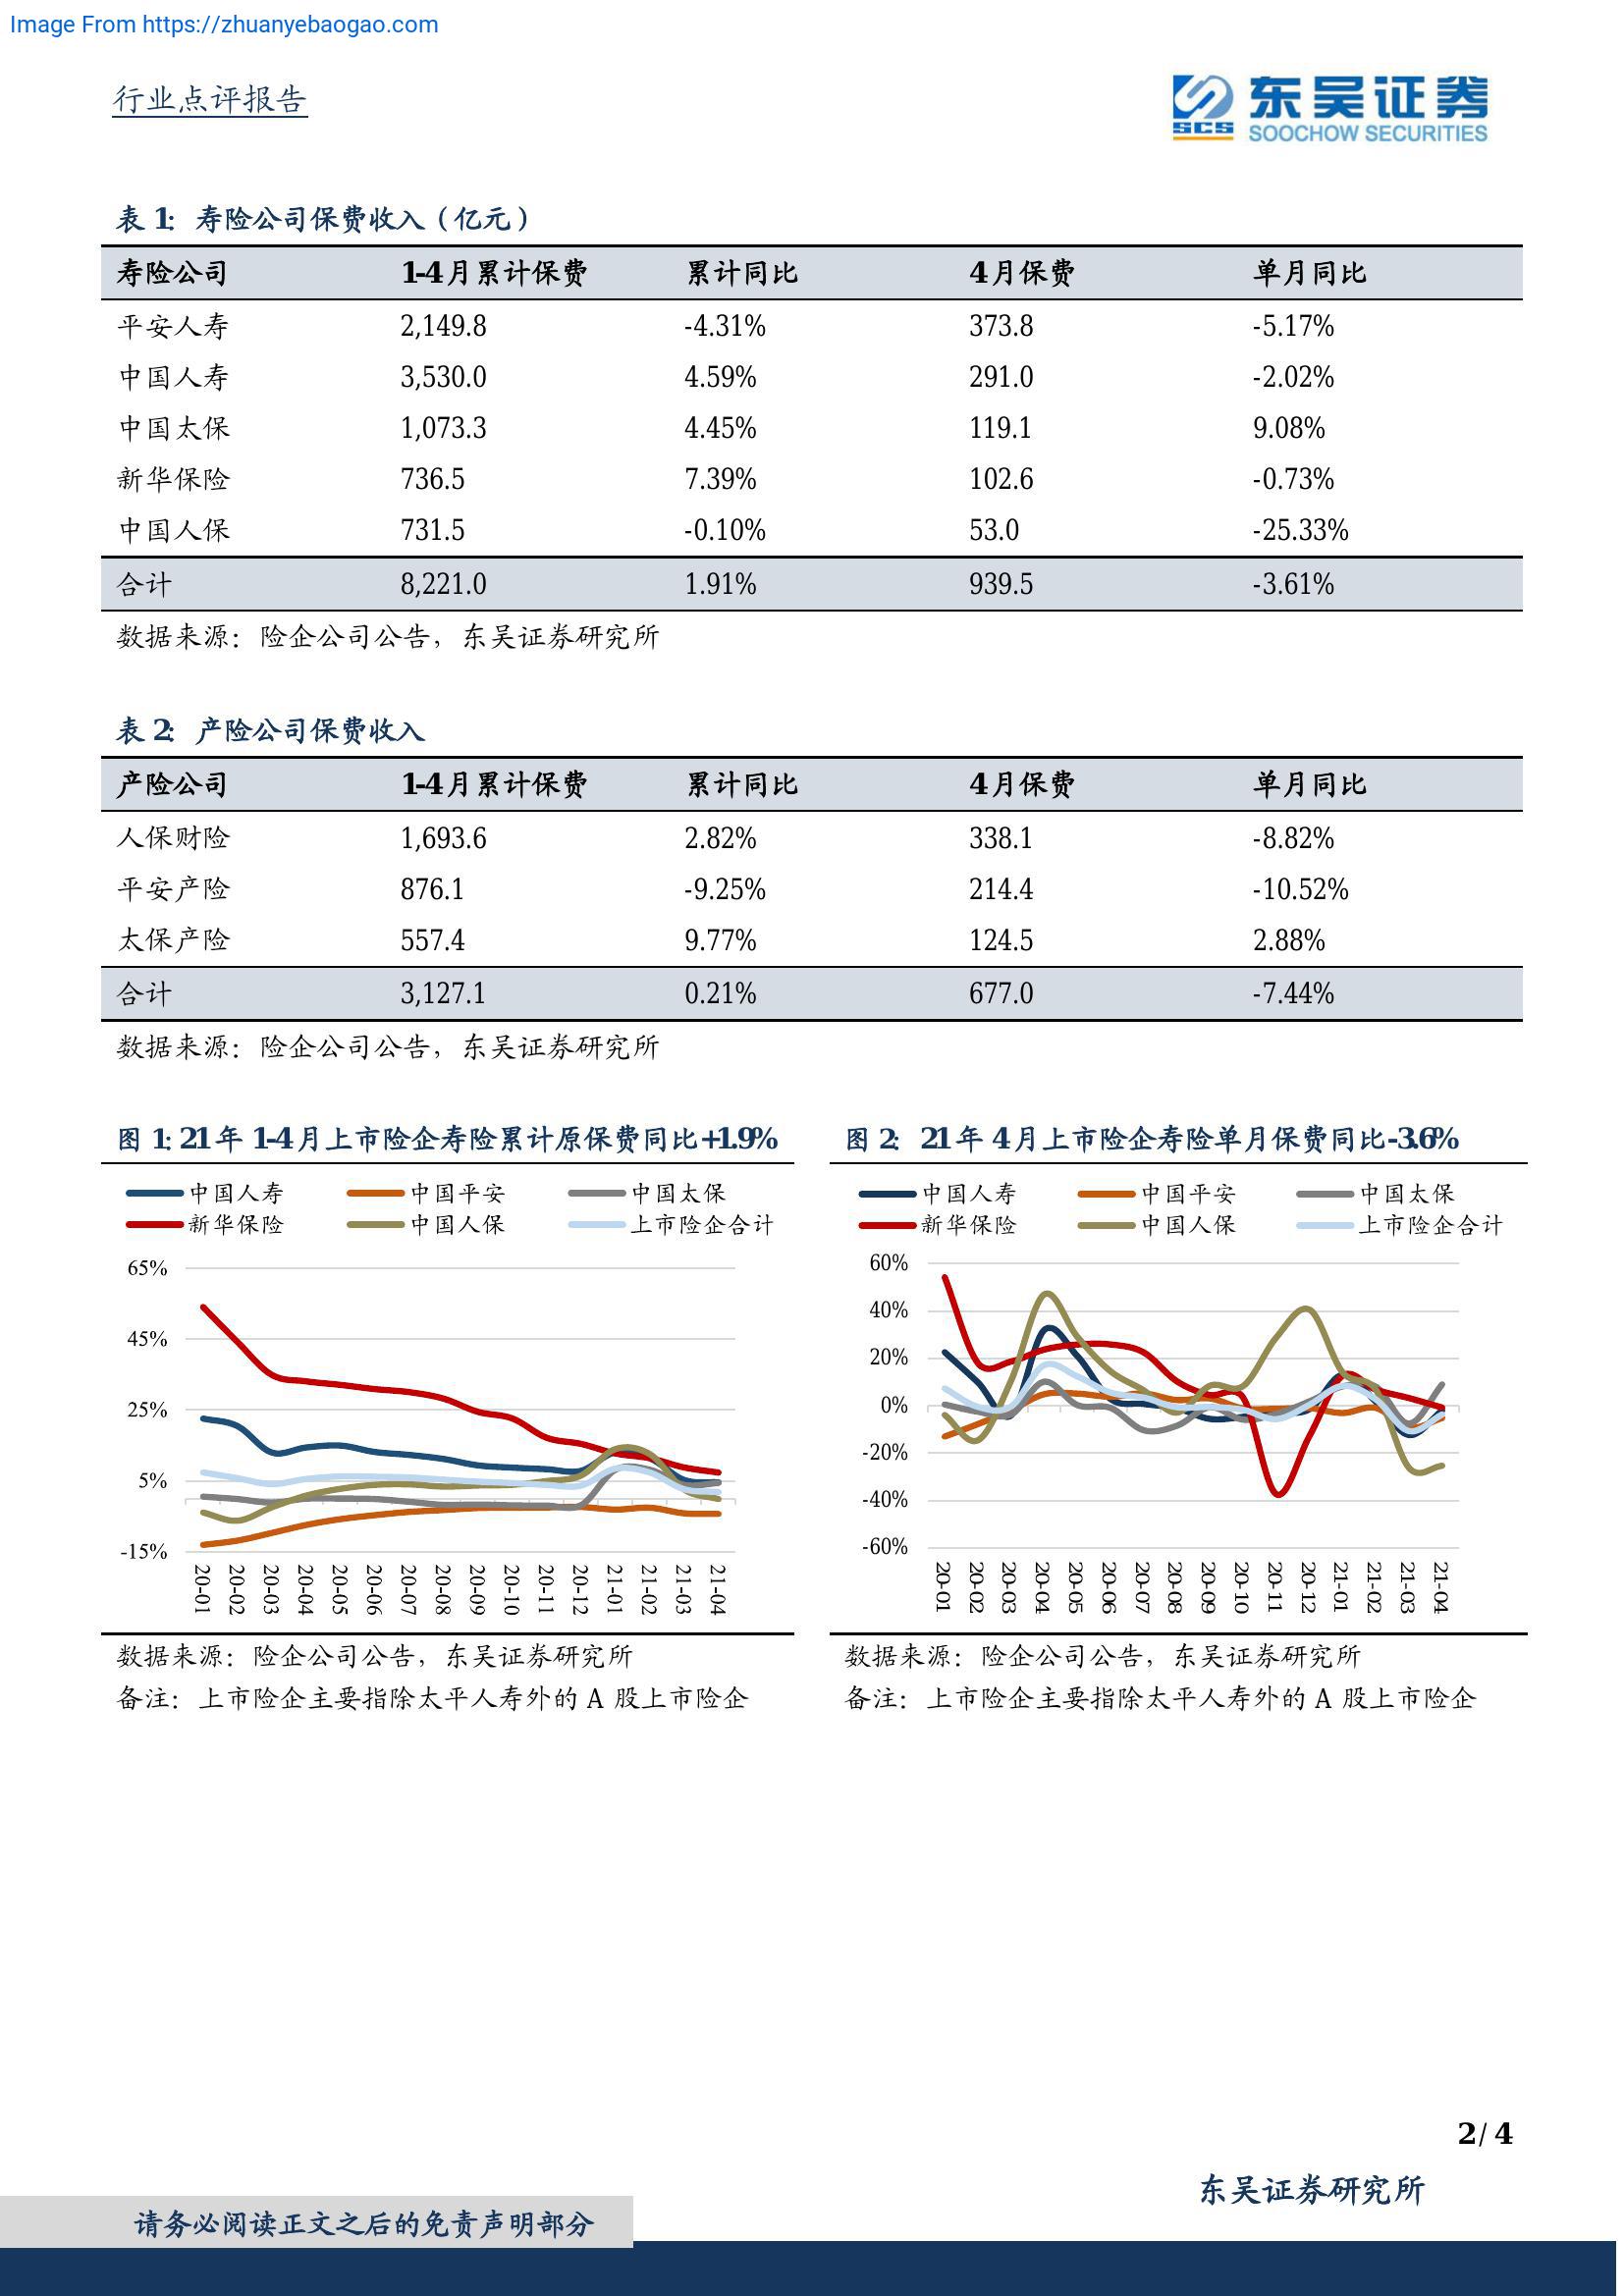 Image From https://zhuanyebaogao.com
行业点评报告
SCS 东吴证券
SOOCHOW SECURITIES
表 1: 寿险公司保费收入（亿元）
寿险公司 1-4月累计保费 累计同比 4月保费 单月同比
平安人寿 2,149.8 -4.31% 373.8 -5.17%
中国人寿 3,530.0 4.59% 291.0 -2.02%
中国太保 1,073.3 4.45% 119.1 9.08%
新华保险 736.5 7.39% 102.6 -0.73%
中国人保 731.5 -0.10% 53.0 -25.33%
合计 8,221.0 1.91% 939.5 -3.61%
数据来源：险企公司公告，东吴证券研究所
表 2: 产险公司保费收入
产险公司 1-4月累计保费 累计同比 4月保费 单月同比
人保财险 1,693.6 2.82% 338.1 -8.82%
平安产险 876.1 -9.25% 214.4 -10.52%
太保产险 557.4 9.77% 124.5 2.88%
合计 3,127.1 0.21% 677.0 -7.44%
数据来源：险企公司公告，东吴证券研究所
图 1: 21年 1-4月上市险企寿险累计原保费同比+1.9%
中国人寿 中国平安 中国太保
新华保险 中国人保 上市险企合计
65%
45%
25%
5%
-15%
20-01 20-02 20-03 20-04 20-05 20-06 20-07 20-08 20-09 20-10 20-11 20-12 21-01 21-02 21-03 21-04
数据来源：险企公司公告，东吴证券研究所
备注：上市险企主要指除太平人寿外的 A 股上市险企
图 2: 21年 4月上市险企寿险单月保费同比-3.6%
中国人寿 中国平安 中国太保
新华保险 中国人保 上市险企合计
60%
40%
20%
0%
-20%
-40%
-60%
20-01 20-02 20-03 20-04 20-05 20-06 20-07 20-08 20-09 20-10 20-11 20-12 21-01 21-02 21-03 21-04
数据来源：险企公司公告，东吴证券研究所
备注：上市险企主要指除太平人寿外的 A 股上市险企
2 / 4
东吴证券研究所
请务必阅读正文之后的免责声明部分